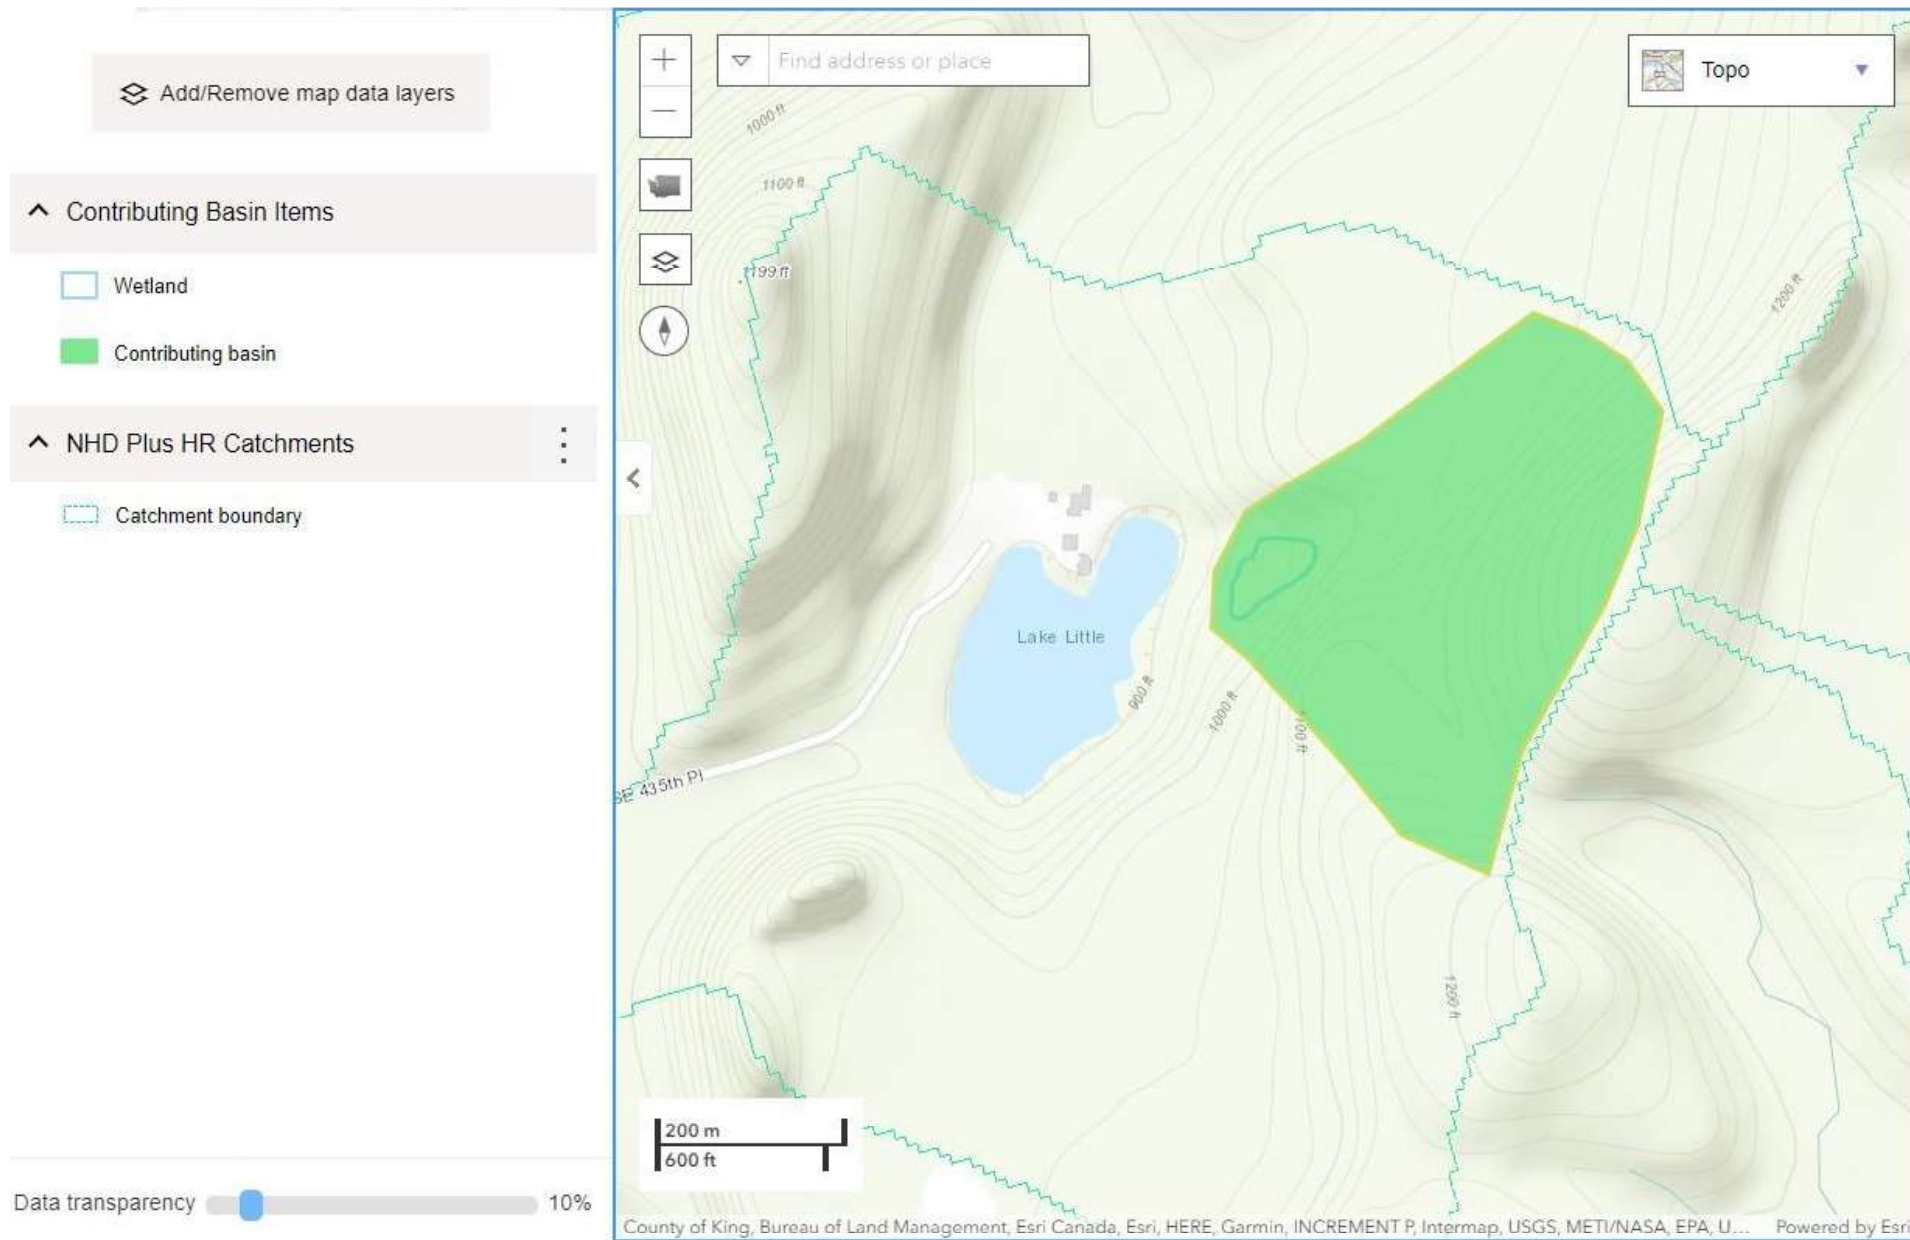 Add/Remove map data layers
Contributing Basin Items
Wetland
Contributing basin
NHD Plus HR Catchments
Catchment boundary
Data transparency
10%
Find address or place
Topo
1000 ft
1100 ft
1199 ft
1200 ft
Lake Little
900 ft
1000 ft
1100 ft
SE 435th Pl
1200 ft
200 m
600 ft
County of King, Bureau of Land Management, Esri Canada, Esri, HERE, Garmin, INCREMENT P, Intermap, USGS, METI/NASA, EPA, U... Powered by Esri